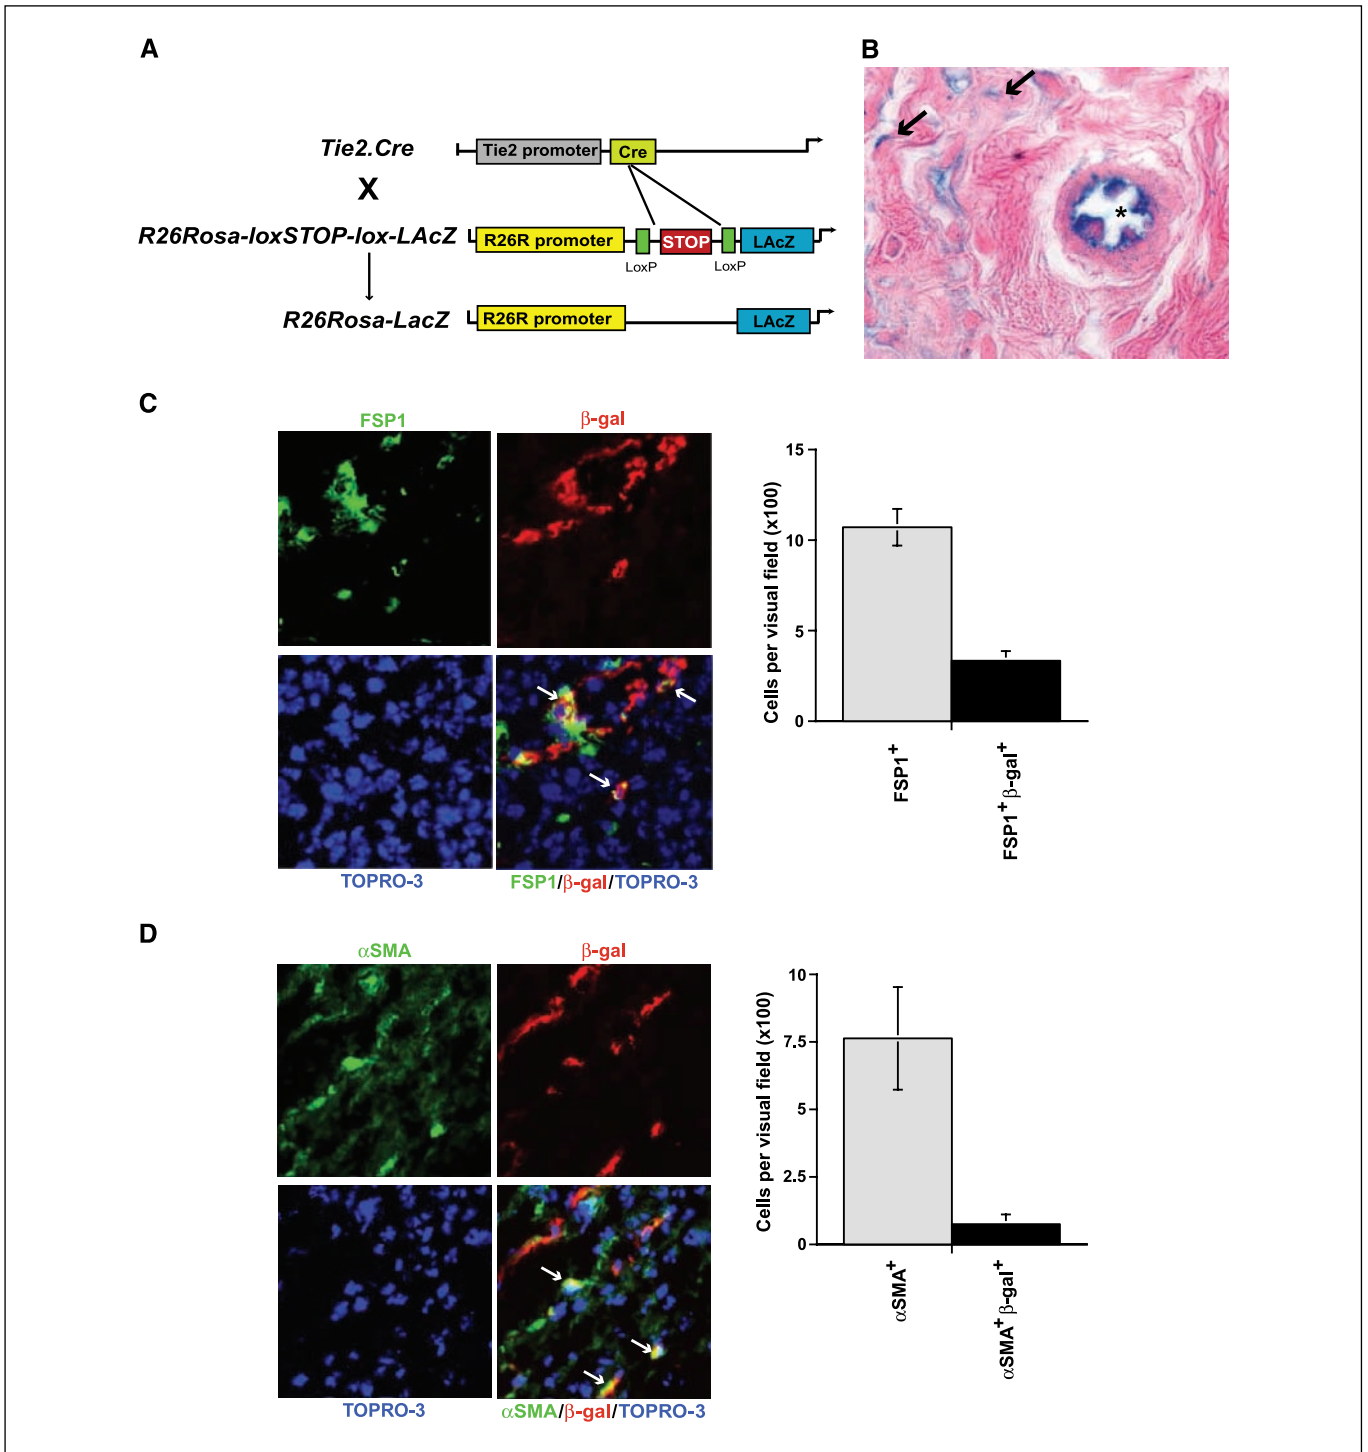 A
Tie2.Cre
Tie2 promoter
Cre
X
R26Rosa-loxSTOP-lox-LAcZ
R26R promoter
STOP
LAcZ
LoxP
LoxP
R26Rosa-LacZ
R26R promoter
LAcZ
B
*
C
FSP1
β-gal
TOPRO-3
FSP1/β-gal/TOPRO-3
Cells per visual field (x100)
15
10
5
0
FSP1+
FSP1+ β-gal+
D
αSMA
β-gal
TOPRO-3
αSMA/β-gal/TOPRO-3
Cells per visual field (x100)
10
7.5
5
2.5
0
αSMA+
αSMA+ β-gal+